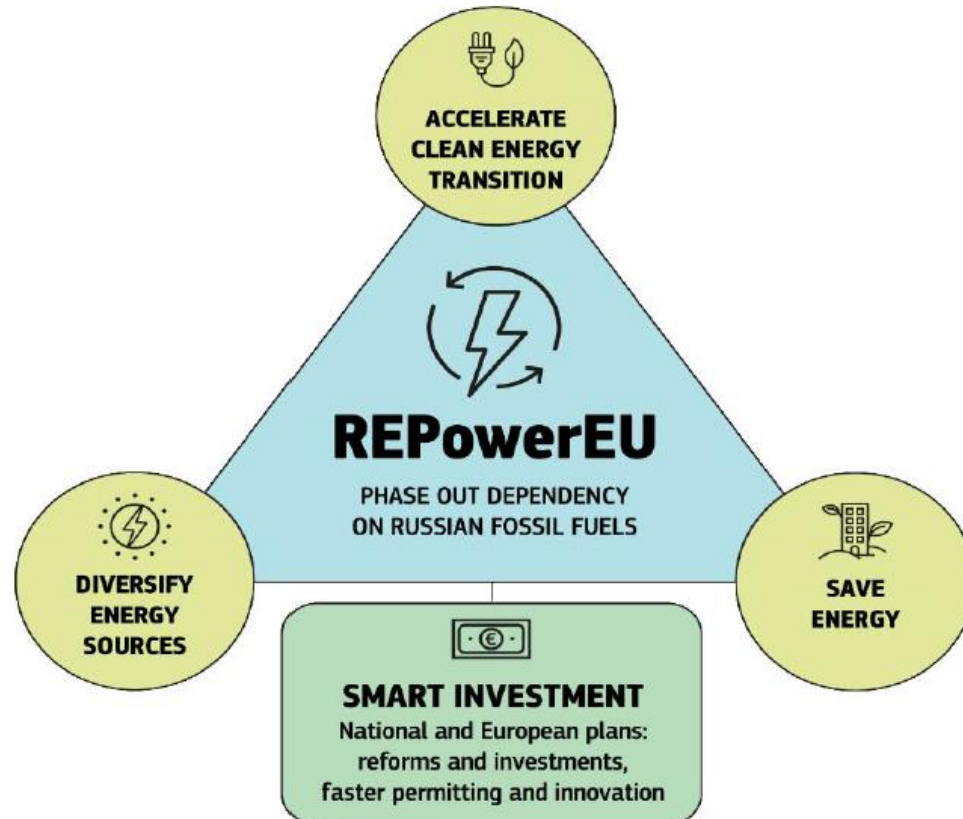 ACCELERATE
CLEAN ENERGY
TRANSITION
REPowerEU
PHASE OUT DEPENDENCY
ON RUSSIAN FOSSIL FUELS
DIVERSIFY
ENERGY
SOURCES
SAVE
ENERGY
€
SMART INVESTMENT
National and European plans:
reforms and investments,
faster permitting and innovation